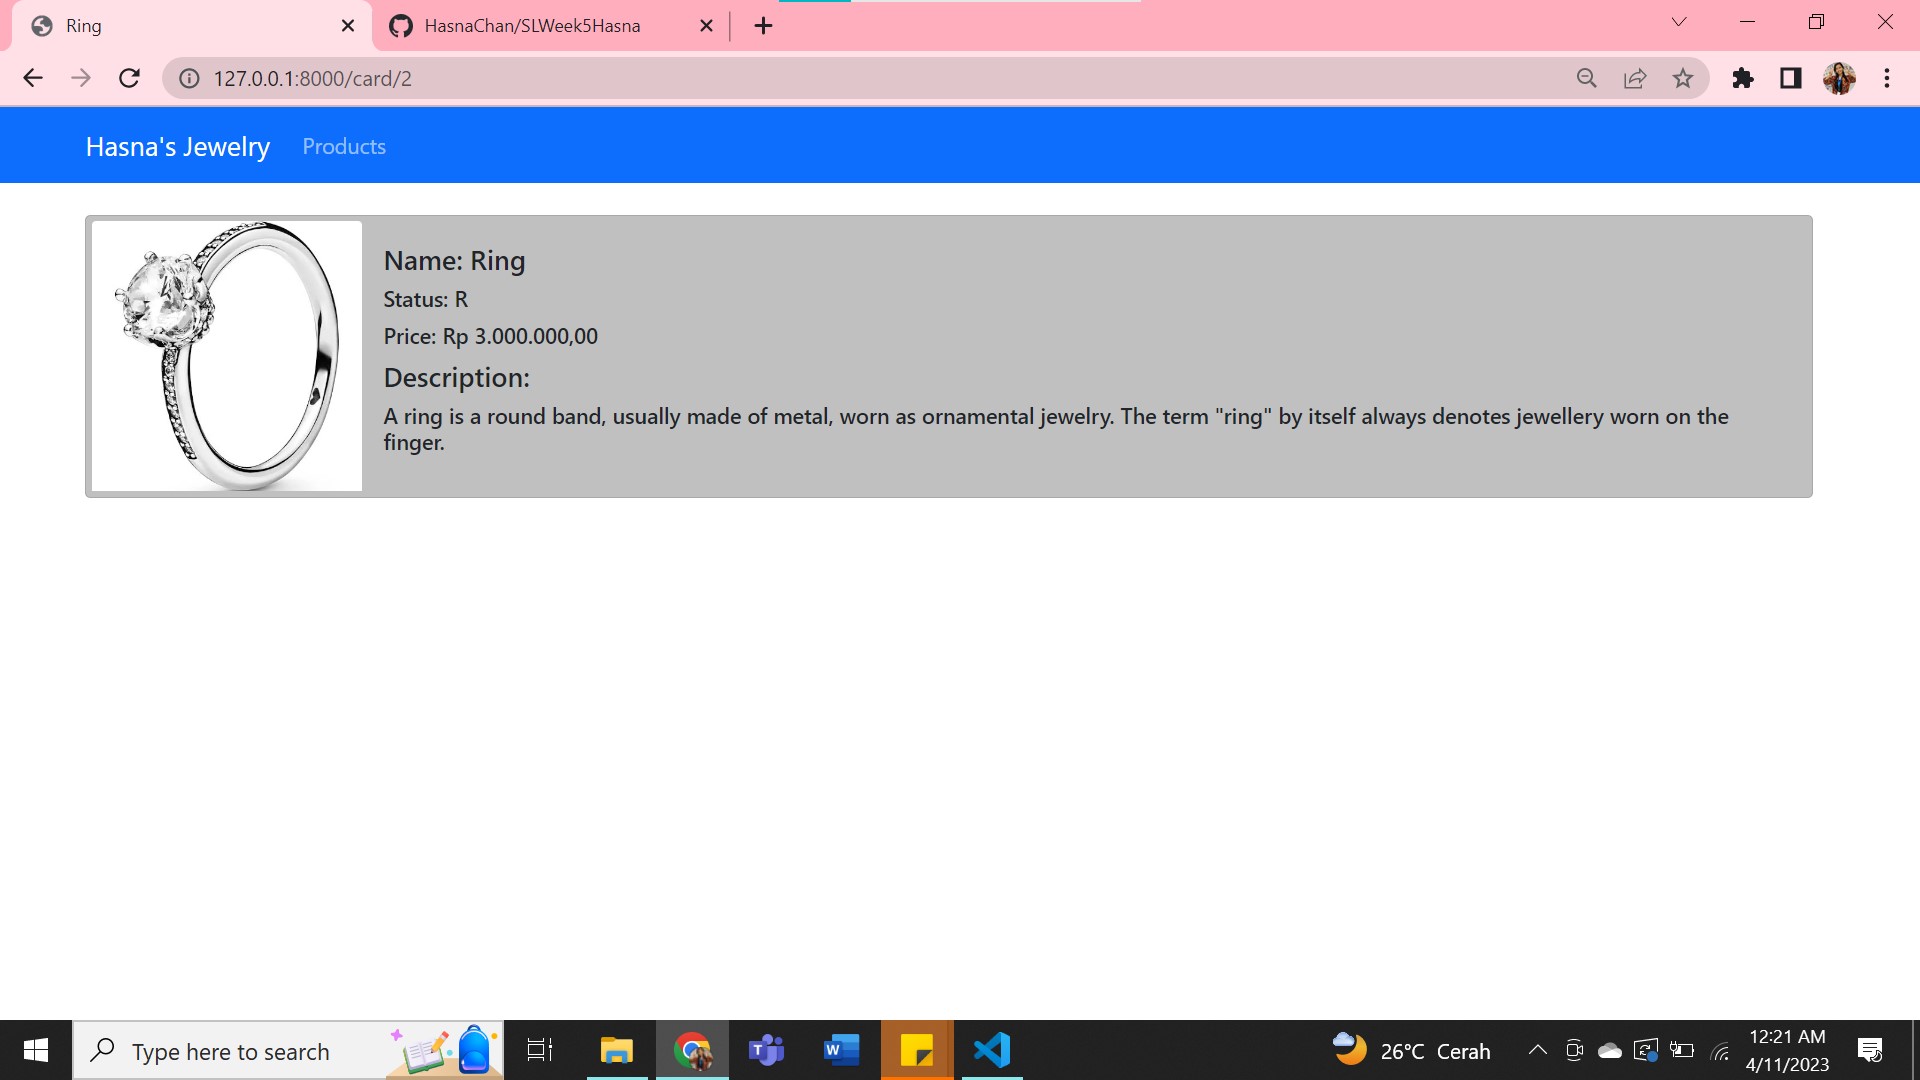 Ring
HasnaChan/SLWeek5Hasna
127.0.0.1:8000/card/2
Hasna's Jewelry
Products
Name: Ring
Status: R
Price: Rp 3.000.000,00
Description:
A ring is a round band, usually made of metal, worn as ornamental jewelry. The term "ring" by itself always denotes jewellery worn on the
finger.
Type here to search
26°C Cerah
12:21 AM
4/11/2023